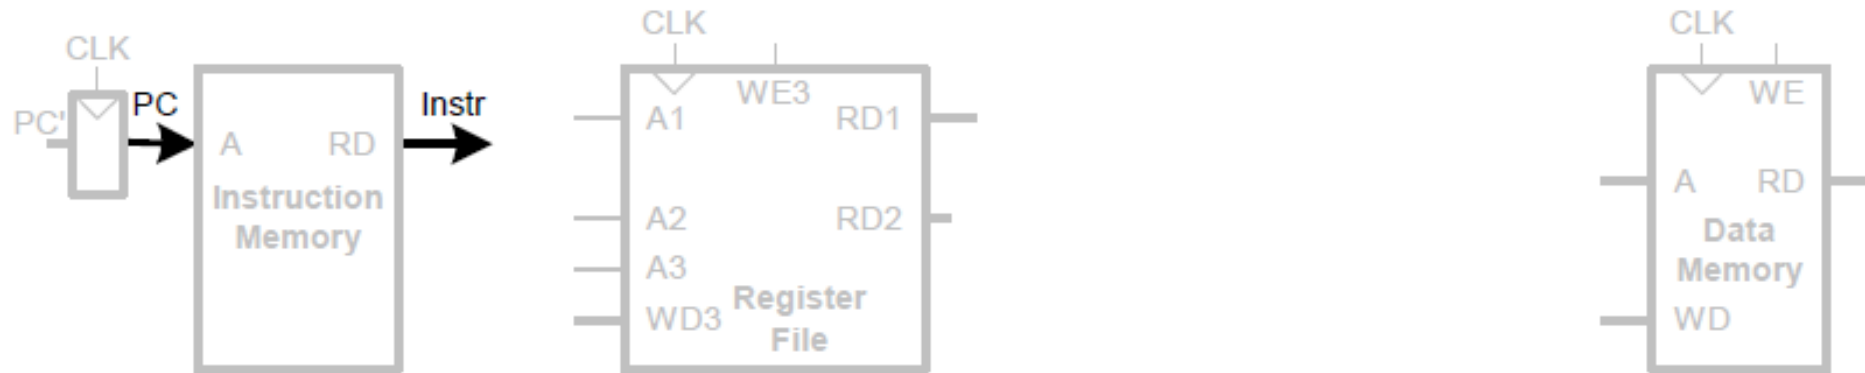 CLK
PC'
PC
A
RD
Instruction
Memory
Instr
CLK
WE3
A1
RD1
A2
RD2
A3
WD3
Register
File
CLK
WE
A
RD
Data
Memory
WD